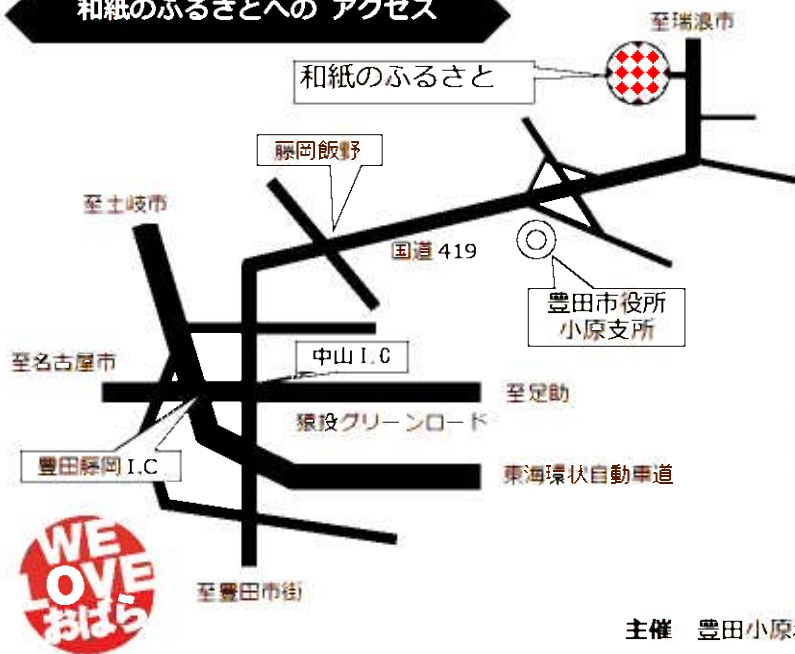 和紙のふるさとへの アクセス
至瑞浪市
和紙のふるさと
藤岡飯野
至土岐市
国道 419
豊田市役所
小原支所
中山 I.C
至名古屋市
至足助
猿投グリーンロード
豊田藤岡 I.C
東海環状自動車道
WE
LOVE
おばら
至豊田市街
主催 豊田小原